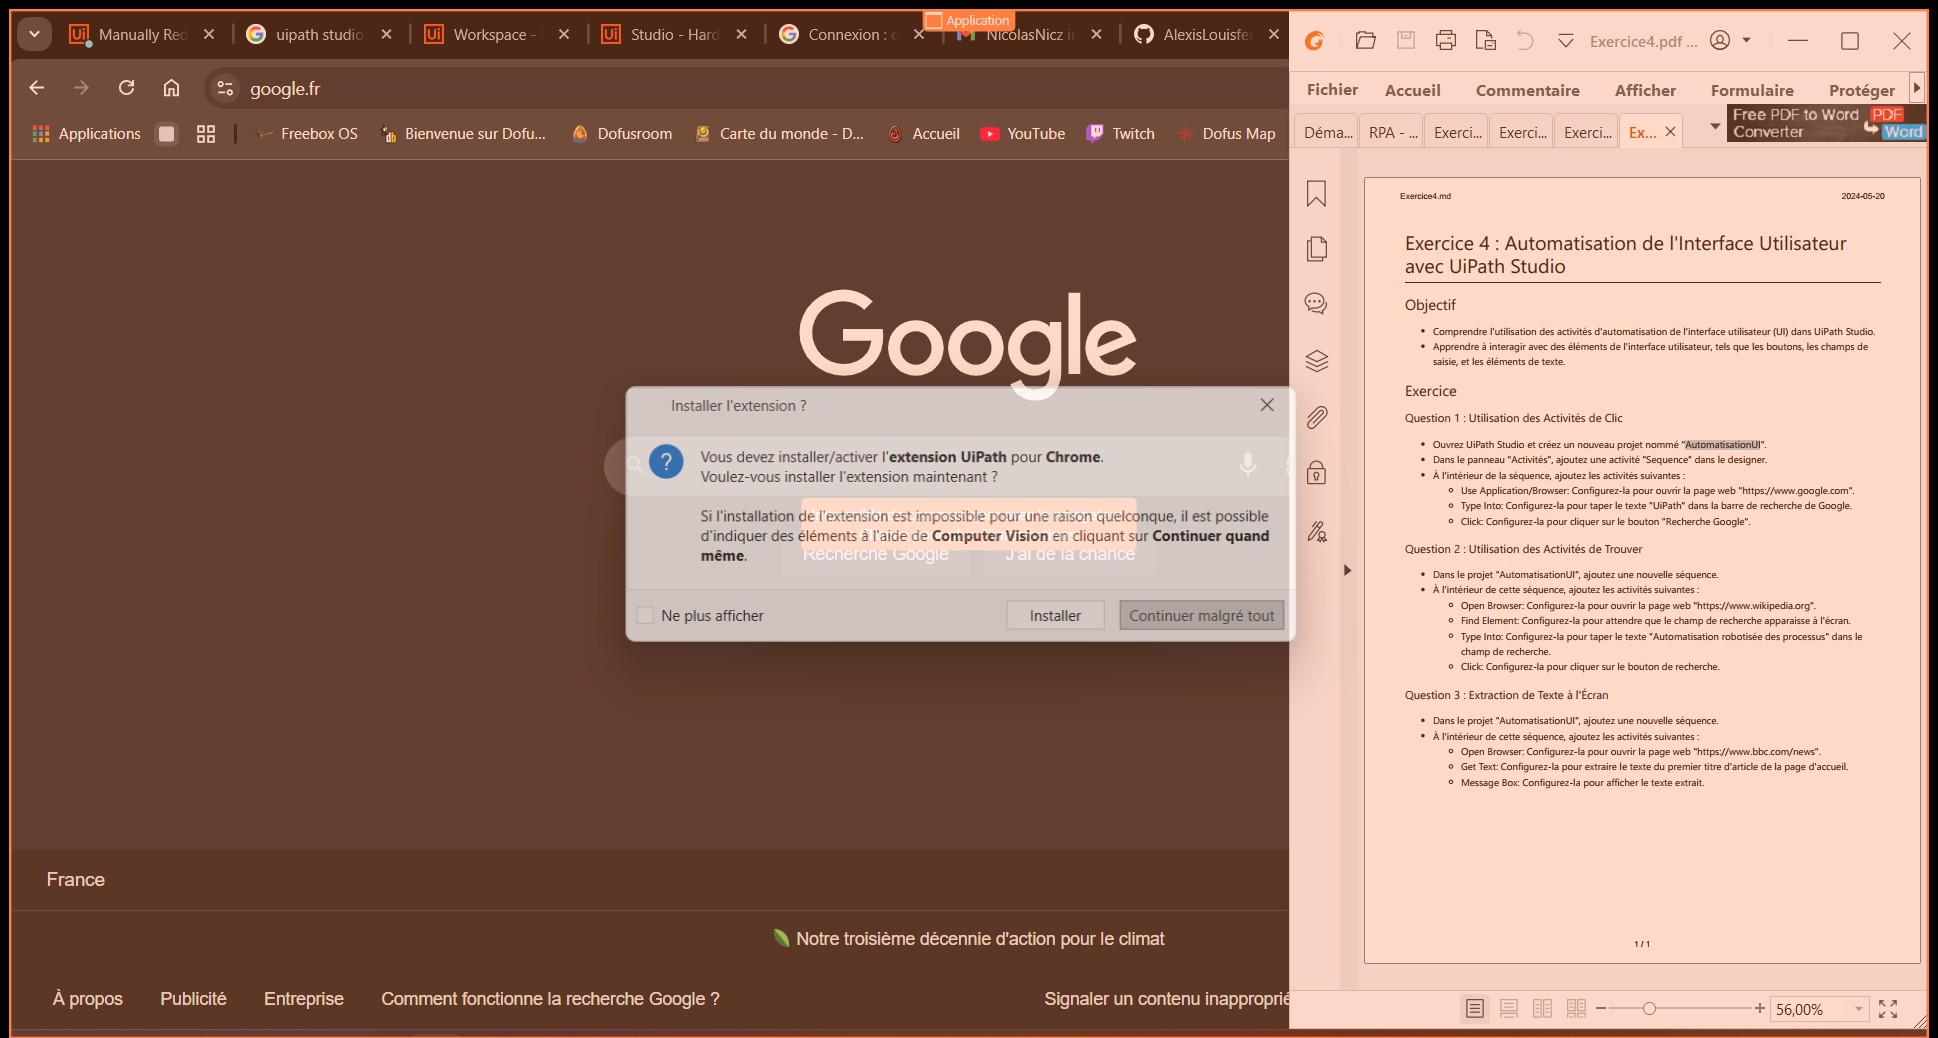 Application
Manually Red
uipath studio
Workspace -
Studio - Hard
Connexion : c
NicolasNicz i
AlexisLouisfe
google.fr
Applications
Freebox OS
Bienvenue sur Dofu...
Dofusroom
Carte du monde - D...
Accueil
YouTube
Twitch
Dofus Map
Google
Installer l'extension ?
Vous devez installer/activer l'extension UiPath pour Chrome.
Voulez-vous installer l'extension maintenant ?
Si l'installation de l'extension est impossible pour une raison quelconque, il est possible
d'indiquer des éléments à l'aide de Computer Vision en cliquant sur Continuer quand
même.
Recherche Google
J'ai de la chance
Ne plus afficher
Installer
Continuer malgré tout
France
Notre troisième décennie d'action pour le climat
À propos
Publicité
Entreprise
Comment fonctionne la recherche Google ?
Signaler un contenu inapproprié
Exercice4.pdf ...
Fichier
Accueil
Commentaire
Afficher
Formulaire
Protéger
Déma...
RPA - ...
Exerci...
Exerci...
Exerci...
Ex...
Free PDF to Word
Converter
PDF
Word
Exercice4.md
2024-05-20
Exercice 4 : Automatisation de l'Interface Utilisateur
avec UiPath Studio
Objectif
Comprendre l'utilisation des activités d'automatisation de l'interface utilisateur (UI) dans UiPath Studio.
Apprendre à interagir avec des éléments de l'interface utilisateur, tels que les boutons, les champs de
saisie, et les éléments de texte.
Exercice
Question 1 : Utilisation des Activités de Clic
Ouvrez UiPath Studio et créez un nouveau projet nommé "AutomatisationUI".
Dans le panneau "Activités", ajoutez une activité "Sequence" dans le designer.
À l'intérieur de la séquence, ajoutez les activités suivantes :
Use Application/Browser: Configurez-la pour ouvrir la page web "https://www.google.com".
Type Into: Configurez-la pour taper le texte "UiPath" dans la barre de recherche de Google.
Click: Configurez-la pour cliquer sur le bouton "Recherche Google".
Question 2 : Utilisation des Activités de Trouver
Dans le projet "AutomatisationUI", ajoutez une nouvelle séquence.
À l'intérieur de cette séquence, ajoutez les activités suivantes :
Open Browser: Configurez-la pour ouvrir la page web "https://www.wikipedia.org".
Find Element: Configurez-la pour attendre que le champ de recherche apparaisse à l'écran.
Type Into: Configurez-la pour taper le texte "Automatisation robotisée des processus" dans le
champ de recherche.
Click: Configurez-la pour cliquer sur le bouton de recherche.
Question 3 : Extraction de Texte à l'Écran
Dans le projet "AutomatisationUI", ajoutez une nouvelle séquence.
À l'intérieur de cette séquence, ajoutez les activités suivantes :
Open Browser: Configurez-la pour ouvrir la page web "https://www.bbc.com/news".
Get Text: Configurez-la pour extraire le texte du premier titre d'article de la page d'accueil.
Message Box: Configurez-la pour afficher le texte extrait.
1 / 1
56,00%